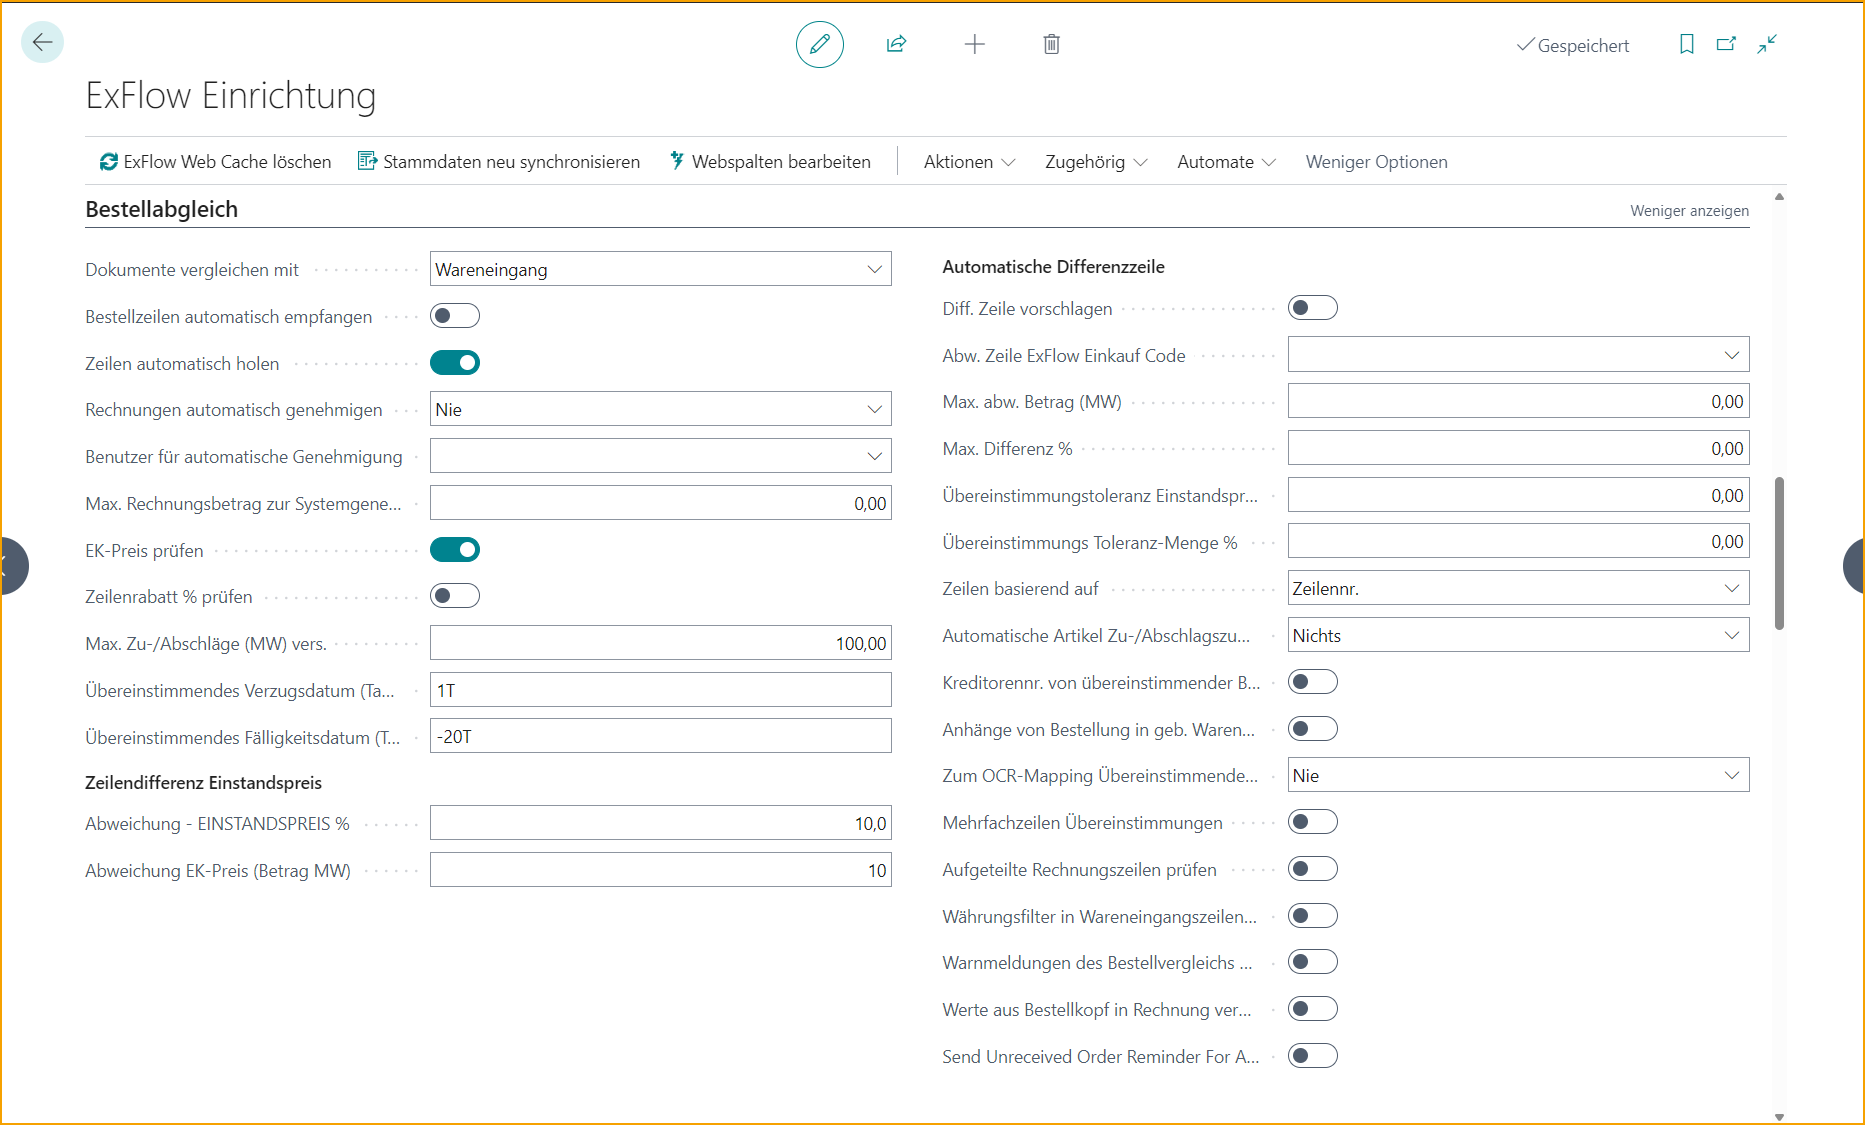 Gespeichert
ExFlow Einrichtung
ExFlow Web Cache löschen
Stammdaten neu synchronisieren
Webspalten bearbeiten
Aktionen
Zugehörig
Automate
Weniger Optionen
Bestellabgleich
Weniger anzeigen
Dokumente vergleichen mit
Wareneingang
Bestellzeilen automatisch empfangen
Zeilen automatisch holen
Rechnungen automatisch genehmigen
Nie
Benutzer für automatische Genehmigung
Max. Rechnungsbetrag zur Systemgene...
0,00
EK-Preis prüfen
Zeilenrabatt % prüfen
Max. Zu-/Abschläge (MW) vers.
100,00
Übereinstimmendes Verzugsdatum (Ta...
1T
Übereinstimmendes Fälligkeitsdatum (T...
-20T
Zeilendifferenz Einstandspreis
Abweichung - EINSTANDSPREIS %
10,0
Abweichung EK-Preis (Betrag MW)
10
Automatische Differenzzeile
Diff. Zeile vorschlagen
Abw. Zeile ExFlow Einkauf Code
Max. abw. Betrag (MW)
0,00
Max. Differenz %
0,00
Übereinstimmungstoleranz Einstandspr...
0,00
Übereinstimmungs Toleranz-Menge %
0,00
Zeilen basierend auf
Zeilennr.
Automatische Artikel Zu-/Abschlagszu...
Nichts
Kreditorennr. von übereinstimmender B...
Anhänge von Bestellung in geb. Waren...
Zum OCR-Mapping Übereinstimmende...
Nie
Mehrfachzeilen Übereinstimmungen
Aufgeteilte Rechnungszeilen prüfen
Währungsfilter in Wareneingangszeilen...
Warnmeldungen des Bestellvergleichs ...
Werte aus Bestellkopf in Rechnung ver...
Send Unreceived Order Reminder For A...